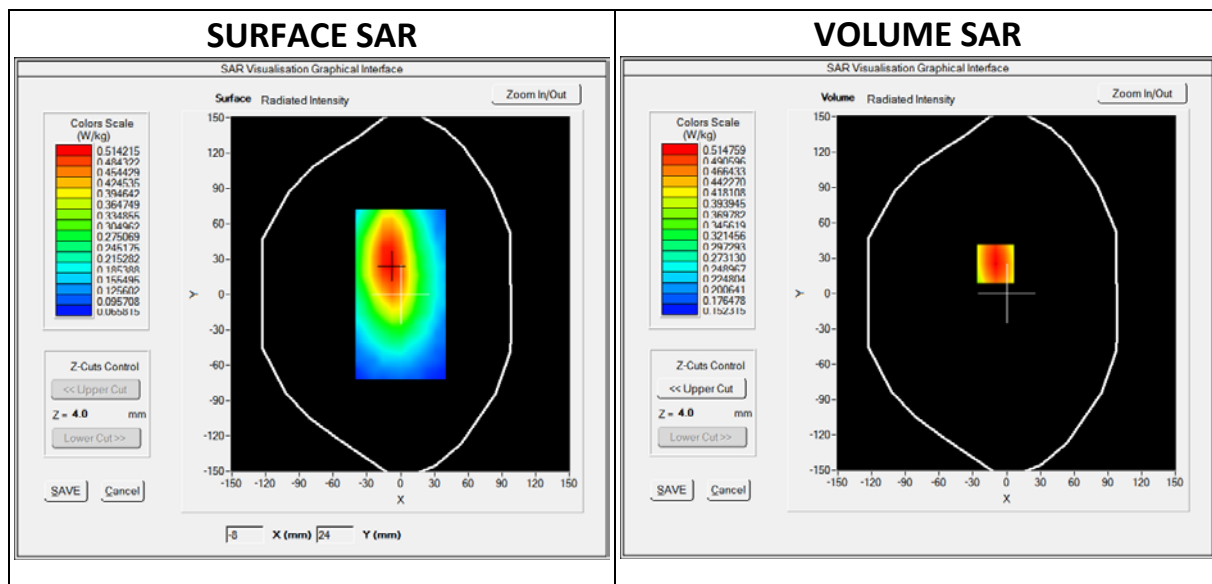 SURFACE SAR
SAR Visualisation Graphical Interface
Surface Radiated Intensity
Zoom In/Out
Colors Scale
(W/kg)
0.514215
0.484322
0.454429
0.424535
0.394642
0.364749
0.334855
0.304962
0.275069
0.245175
0.215282
0.185388
0.155495
0.125602
0.095708
0.065815
150
120
90
60
30
0
-30
-60
-90
-120
-150
Y
-150 -120 -90 -60 -30 0 30 60 90 120 150
X
Z-Cuts Control
<< Upper Cut
Z = 4.0 mm
Lower Cut >>
SAVE Cancel
-8 X (mm) 24 Y (mm)
VOLUME SAR
SAR Visualisation Graphical Interface
Volume Radiated Intensity
Zoom In/Out
Colors Scale
(W/kg)
0.514759
0.490596
0.466433
0.442270
0.418108
0.393945
0.369782
0.345619
0.321456
0.297293
0.273130
0.248967
0.224804
0.200641
0.176478
0.152315
150
120
90
60
30
0
-30
-60
-90
-120
-150
Y
-150 -120 -90 -60 -30 0 30 60 90 120 150
X
Z-Cuts Control
<< Upper Cut
Z = 4.0 mm
Lower Cut >>
SAVE Cancel